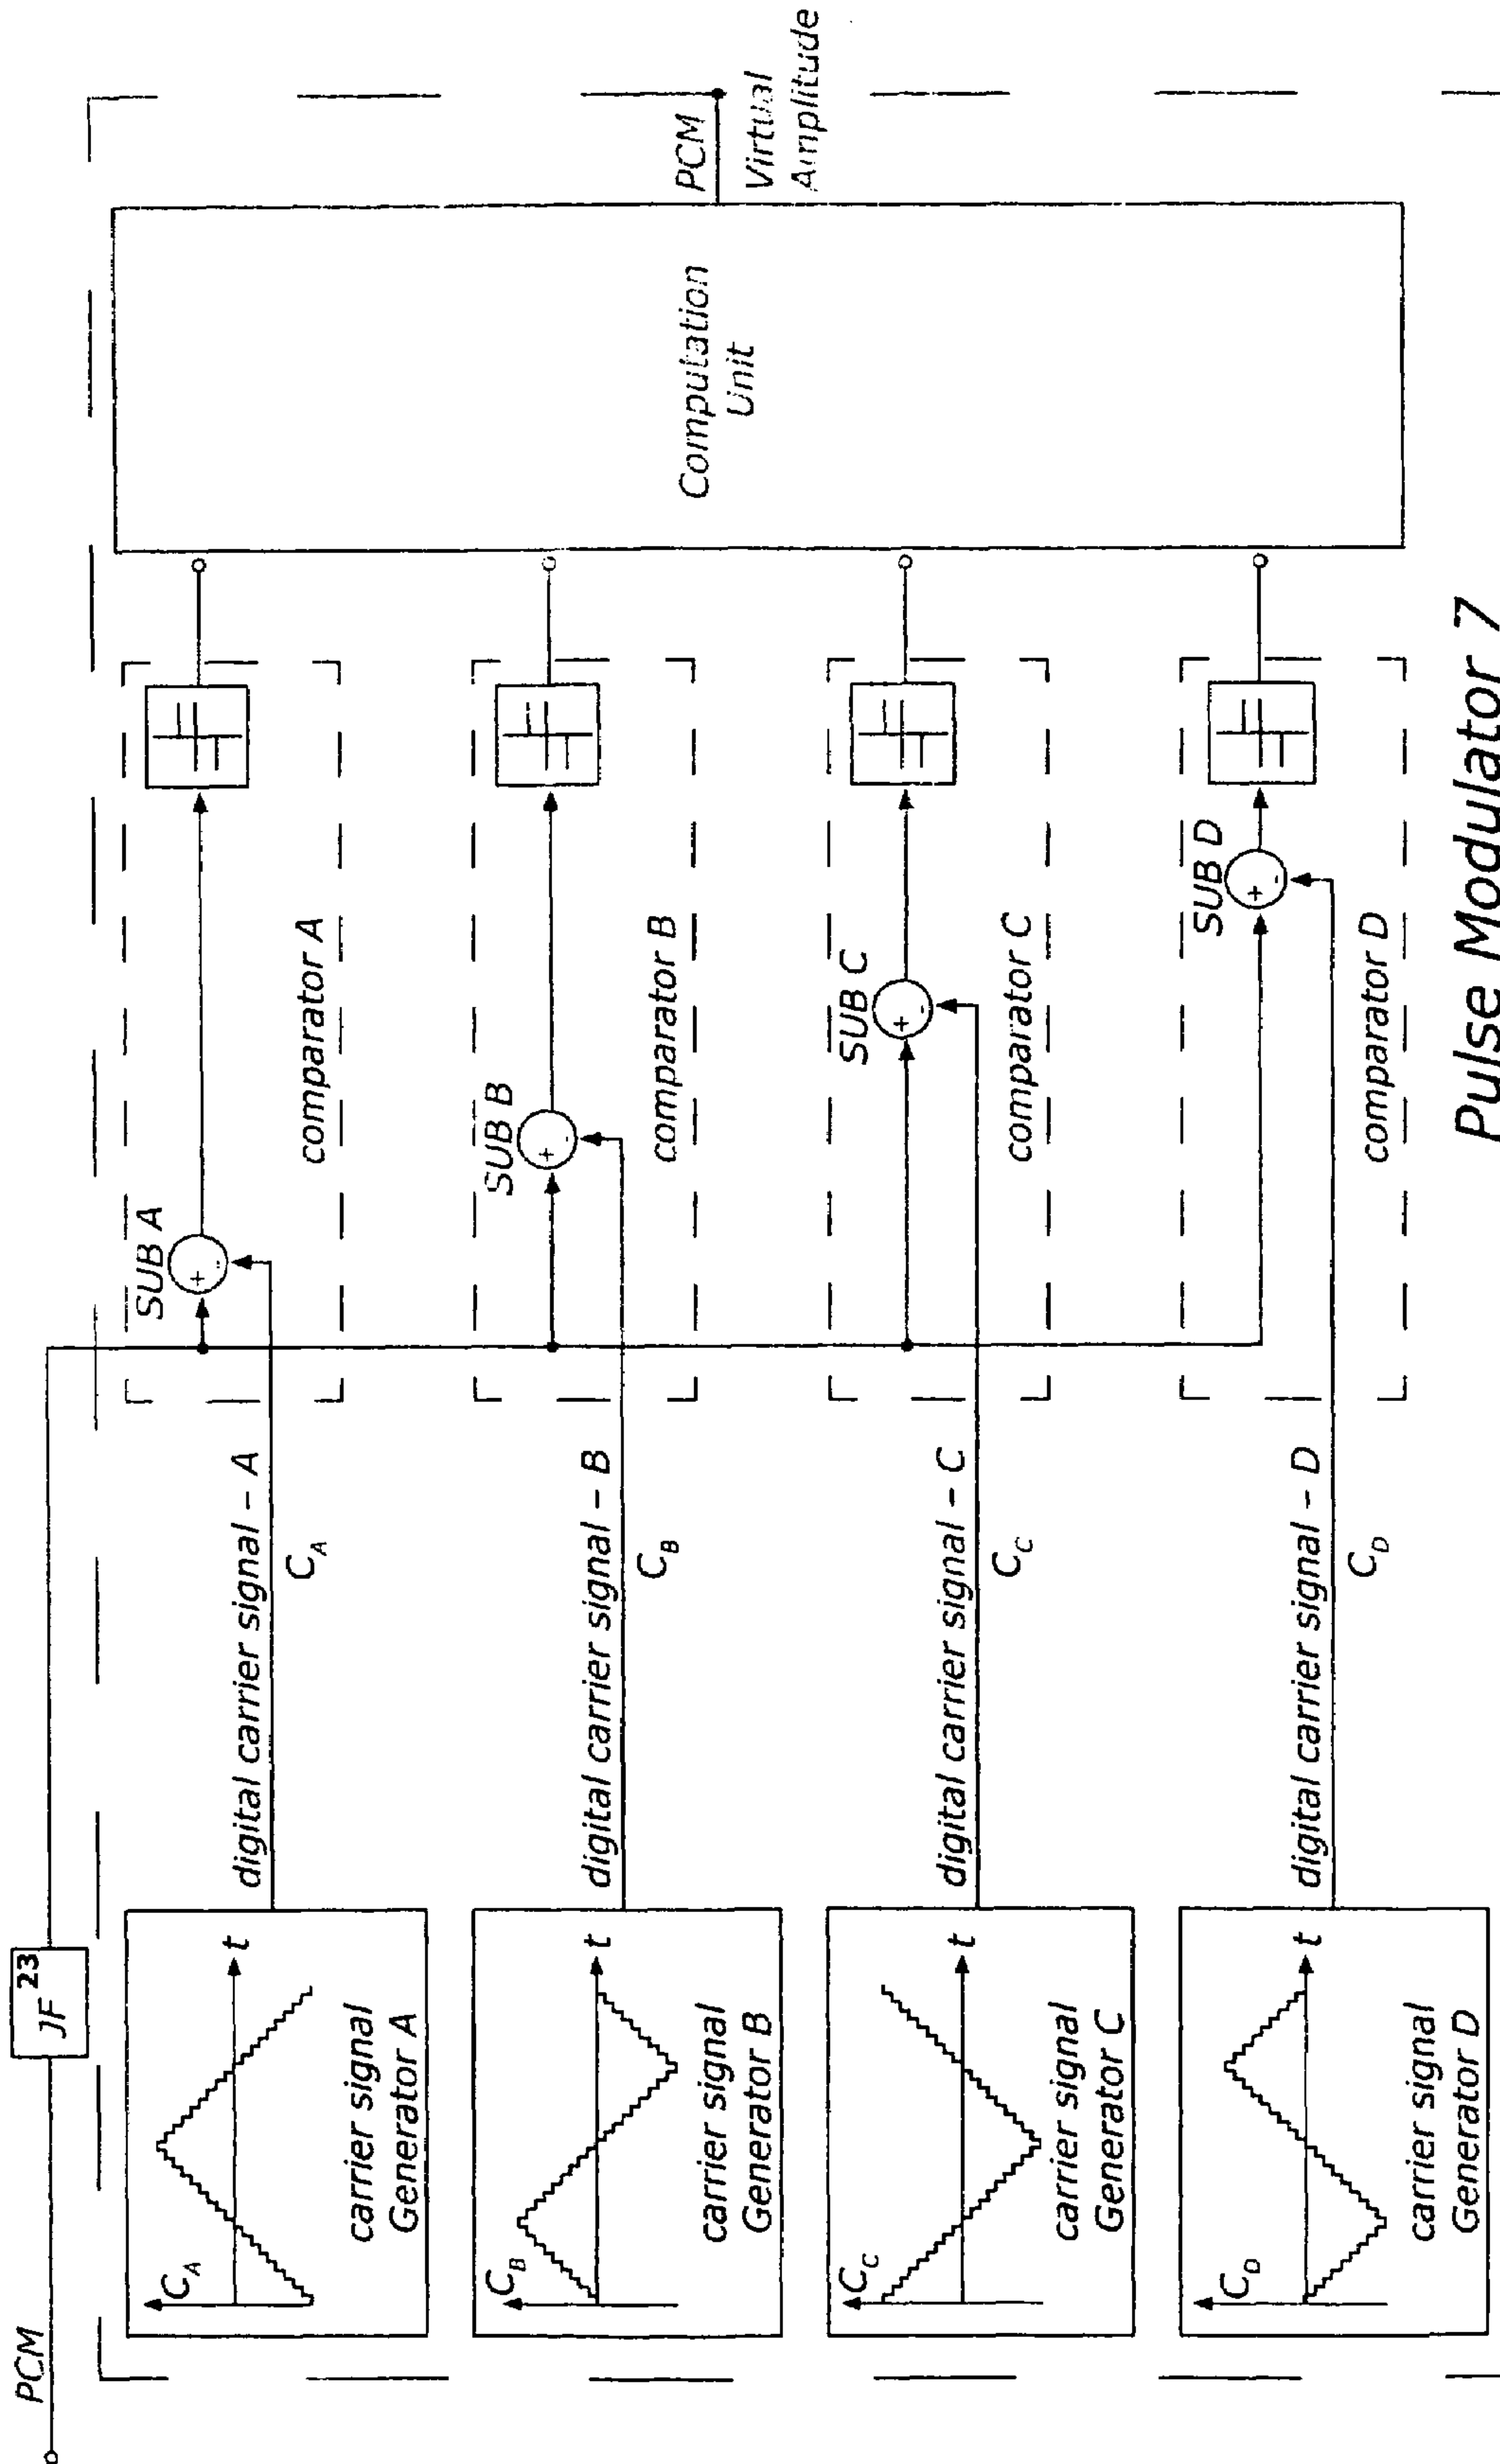 PCM
JF 23
C_A
t
carrier signal
Generator A
digital carrier signal - A
C_A
SUB A
+
-
comparator A
C_B
t
carrier signal
Generator B
digital carrier signal - B
C_B
SUB B
+
-
comparator B
C_C
t
carrier signal
Generator C
digital carrier signal - C
C_C
SUB C
+
-
comparator C
C_D
t
carrier signal
Generator D
digital carrier signal - D
C_D
SUB D
+
-
comparator D
Computation
Unit
PCM
Virtual
Amplitude
Pulse Modulator 7